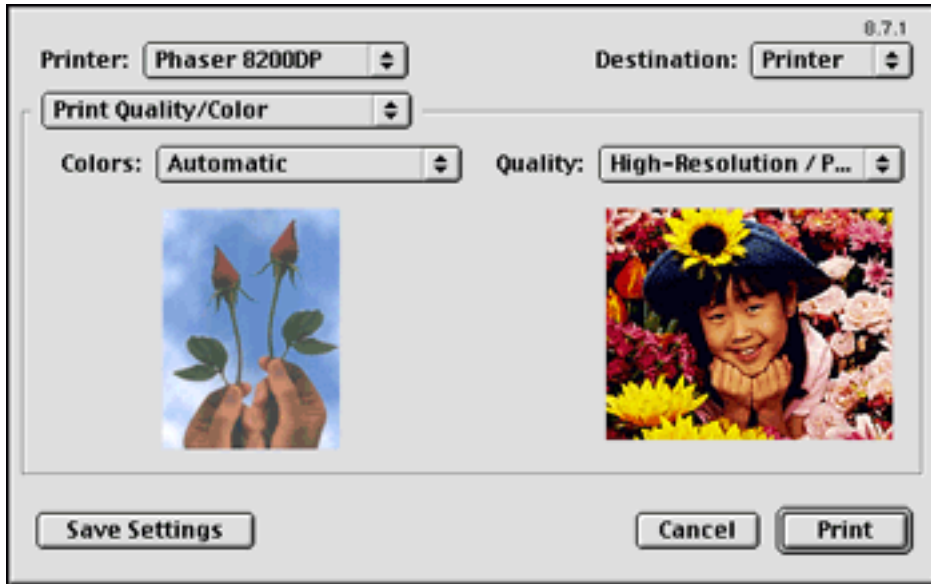 8.7.1
Printer: Phaser 8200DP Destination: Printer
Print Quality/Color
Colors: Automatic Quality: High-Resolution / P...
Save Settings Cancel Print